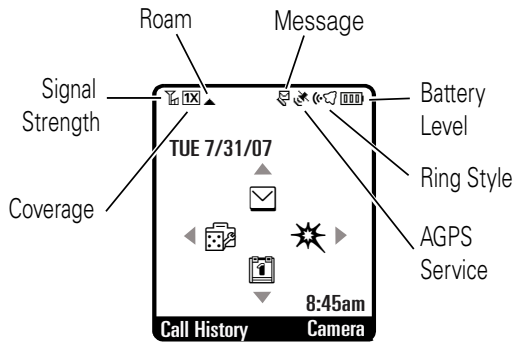 Roam
Message
Signal
Strength
Battery
Level
1X
TUE 7/31/07
Ring Style
Coverage
AGPS
Service
1
8:45am
Call History
Camera